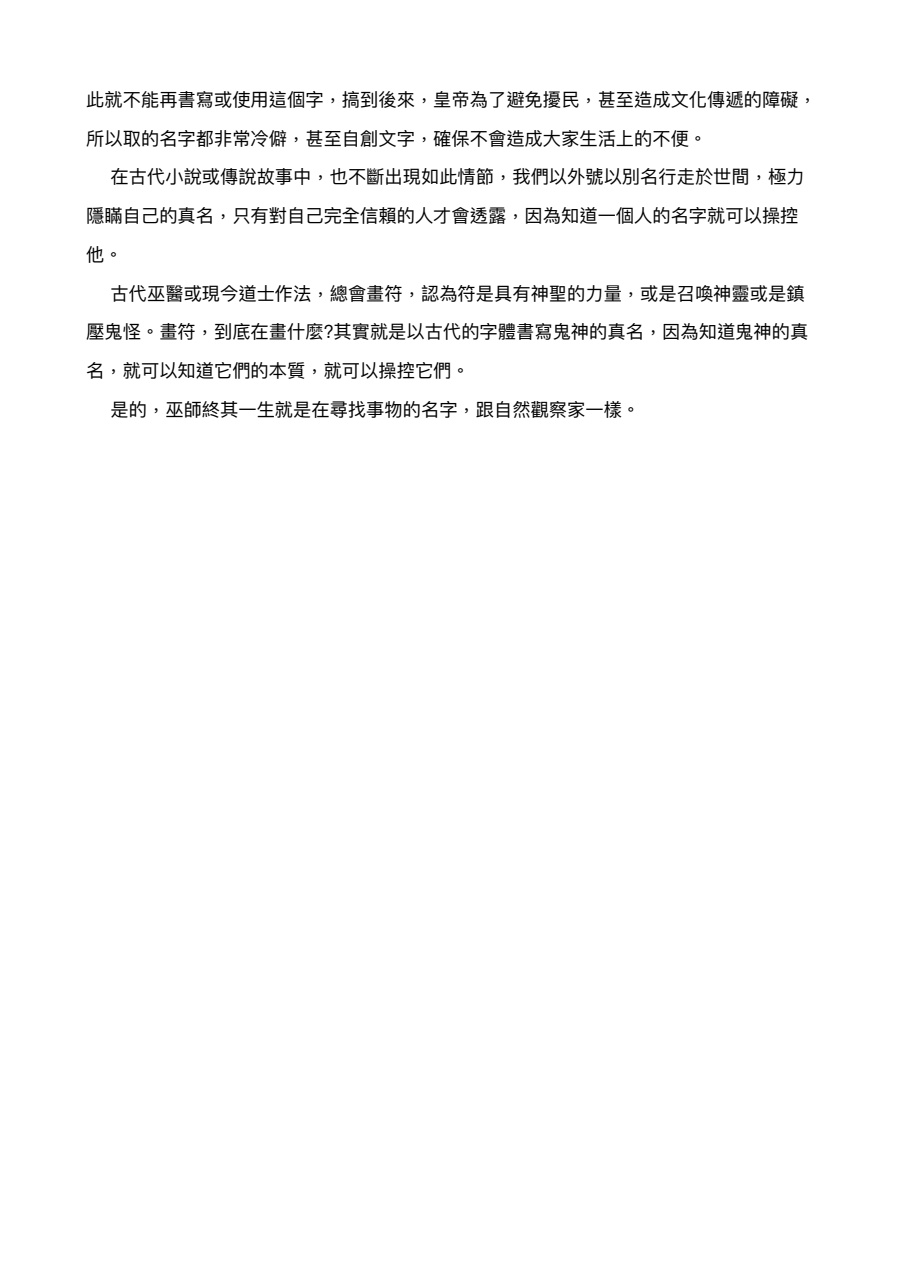 此就不能再書寫或使用這個字，搞到後來，皇帝為了避免擾民，甚至造成文化傳遞的障礙，
所以取的名字都非常冷僻，甚至自創文字，確保不會造成大家生活上的不便。
在古代小說或傳說故事中，也不斷出現如此情節，我們以外號以別名行走於世間，極力
隱瞞自己的真名，只有對自己完全信賴的人才會透露，因為知道一個人的名字就可以操控
他。
古代巫醫或現今道士作法，總會畫符，認為符是具有神聖的力量，或是召喚神靈或是鎮
壓鬼怪。畫符，到底在畫什麼?其實就是以古代的字體書寫鬼神的真名，因為知道鬼神的真
名，就可以知道它們的本質，就可以操控它們。
是的，巫師終其一生就是在尋找事物的名字，跟自然觀察家一樣。